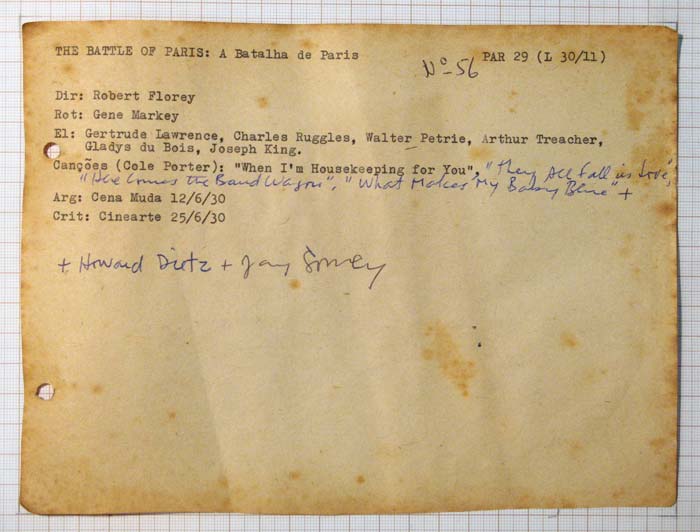 THE BATTLE OF PARIS: A Batalha de Paris PAR 29 (L 30/11)
Nº 56
Dir: Robert Florey
Rot: Gene Markey
El: Gertrude Lawrence, Charles Ruggles, Walter Petrie, Arthur Treacher,
Gladys du Bois, Joseph King.
Canções (Cole Porter): "When I'm Housekeeping for You", "They All Fall in Love",
"Here Comes the Band Wagon", "What Makes My Baby Blue" +
Arg: Cena Muda 12/6/30
Crit: Cinearte 25/6/30
+ Howard Dietz + Jay